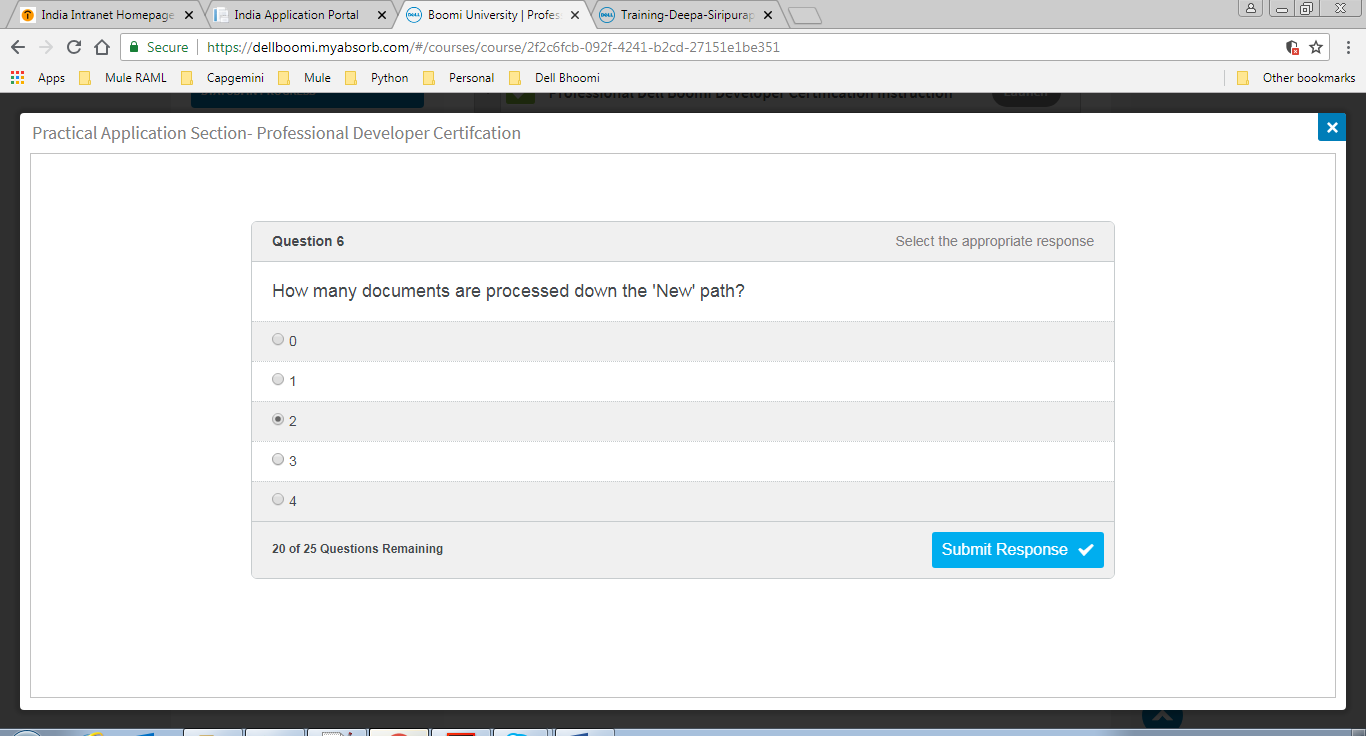 India Intranet Homepage
India Application Portal
Boomi University | Profes
Training-Deepa-Siripurap
Secure
https://dellboomi.myabsorb.com/#/courses/course/2f2c6fcb-092f-4241-b2cd-27151e1be351
Apps
Mule RAML
Capgemini
Mule
Python
Personal
Dell Bhoomi
Other bookmarks
Professional Dell Boomi Developer Certification Instruction
Practical Application Section- Professional Developer Certifcation
Question 6
Select the appropriate response
How many documents are processed down the 'New' path?
0
1
2
3
4
20 of 25 Questions Remaining
Submit Response